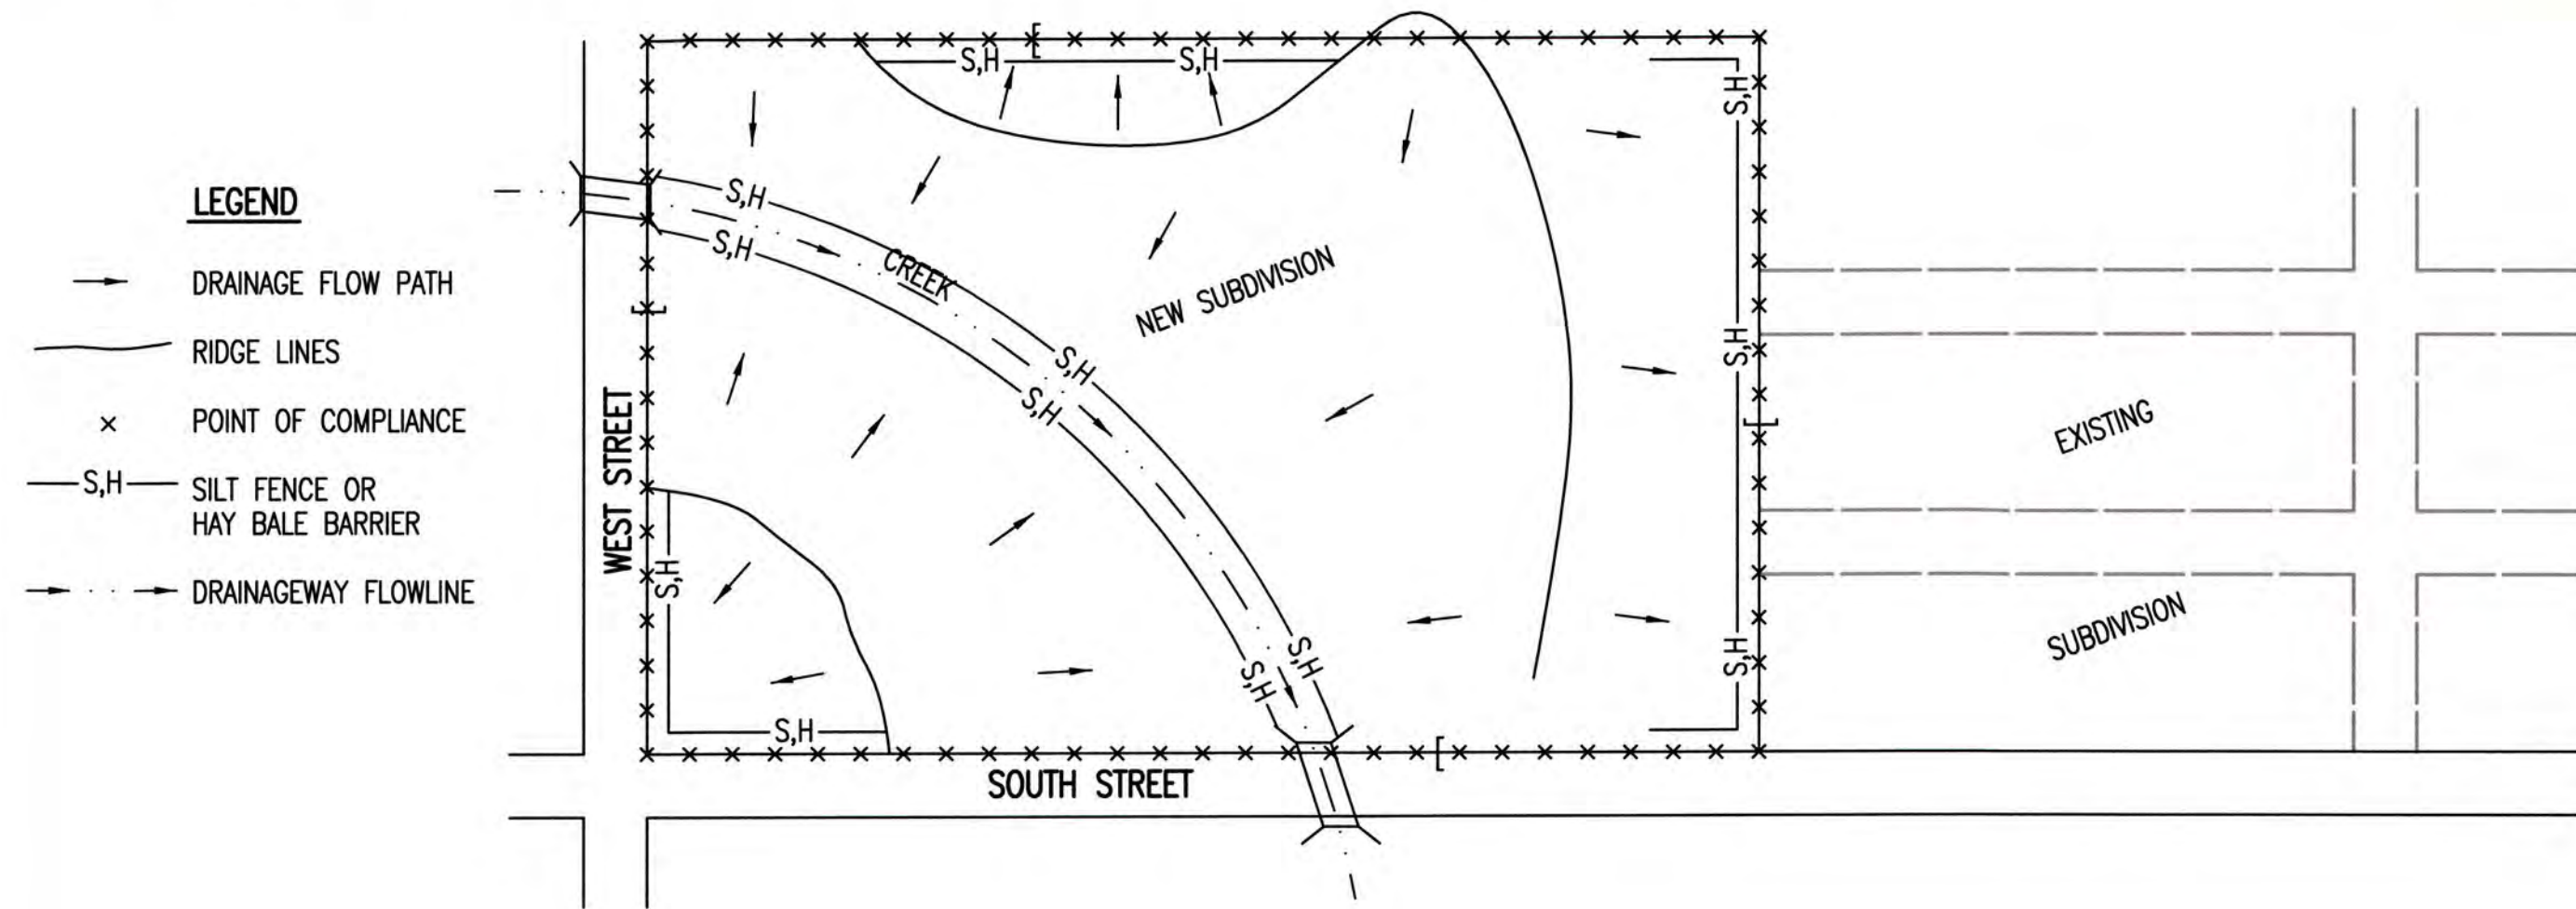 LEGEND
DRAINAGE FLOW PATH
RIDGE LINES
× POINT OF COMPLIANCE
S,H SILT FENCE OR
HAY BALE BARRIER
DRAINAGEWAY FLOWLINE
S,H
S,H
S,H
S,H
S,H
CREEK
NEW SUBDIVISION
S,H
S,H
S,H
WEST STREET
S,H
EXISTING
SUBDIVISION
S,H
S,H
S,H
S,H
SOUTH STREET